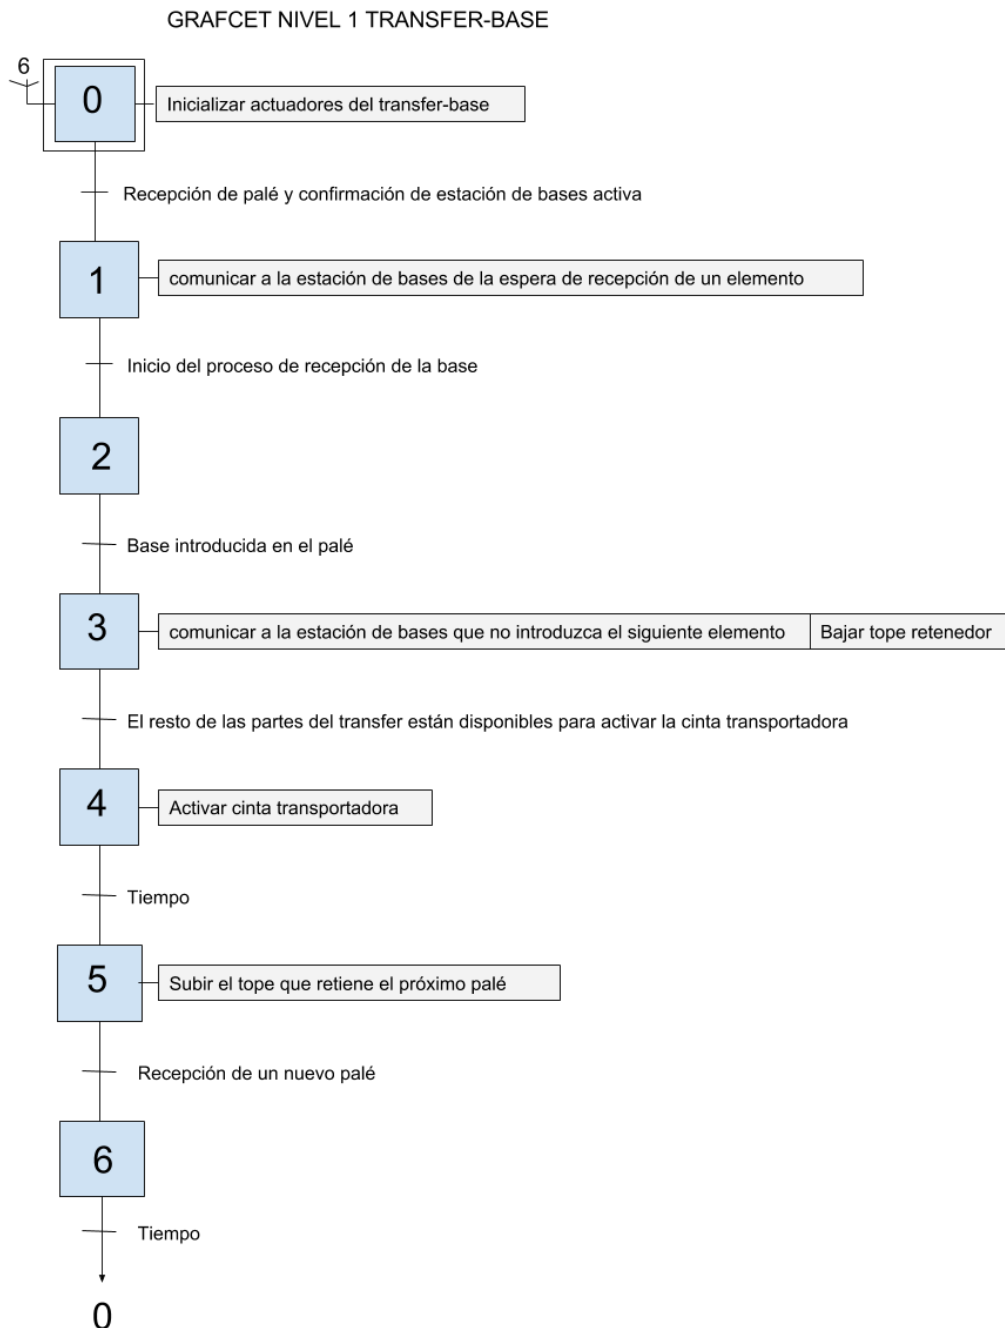 GRAFCET NIVEL 1 TRANSFER-BASE
6
0
Inicializar actuadores del transfer-base
Recepción de palé y confirmación de estación de bases activa
1
comunicar a la estación de bases de la espera de recepción de un elemento
Inicio del proceso de recepción de la base
2
Base introducida en el palé
3
comunicar a la estación de bases que no introduzca el siguiente elemento
Bajar tope retenedor
El resto de las partes del transfer están disponibles para activar la cinta transportadora
4
Activar cinta transportadora
Tiempo
5
Subir el tope que retiene el próximo palé
Recepción de un nuevo palé
6
Tiempo
0